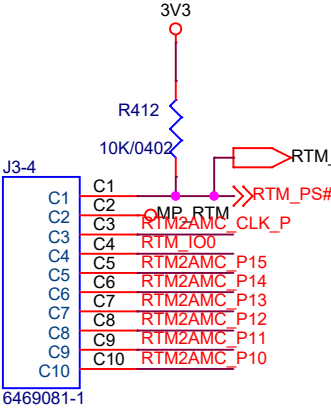 3V3
R412
10K/0402
RTM_
J3-4
C1 C1 RTM_PS#
C2 C2 MP_RTM
C3 C3 RTM2AMC_CLK_P
C4 C4 RTM_IO0
C5 C5 RTM2AMC_P15
C6 C6 RTM2AMC_P14
C7 C7 RTM2AMC_P13
C8 C8 RTM2AMC_P12
C9 C9 RTM2AMC_P11
C10 C10 RTM2AMC_P10
6469081-1